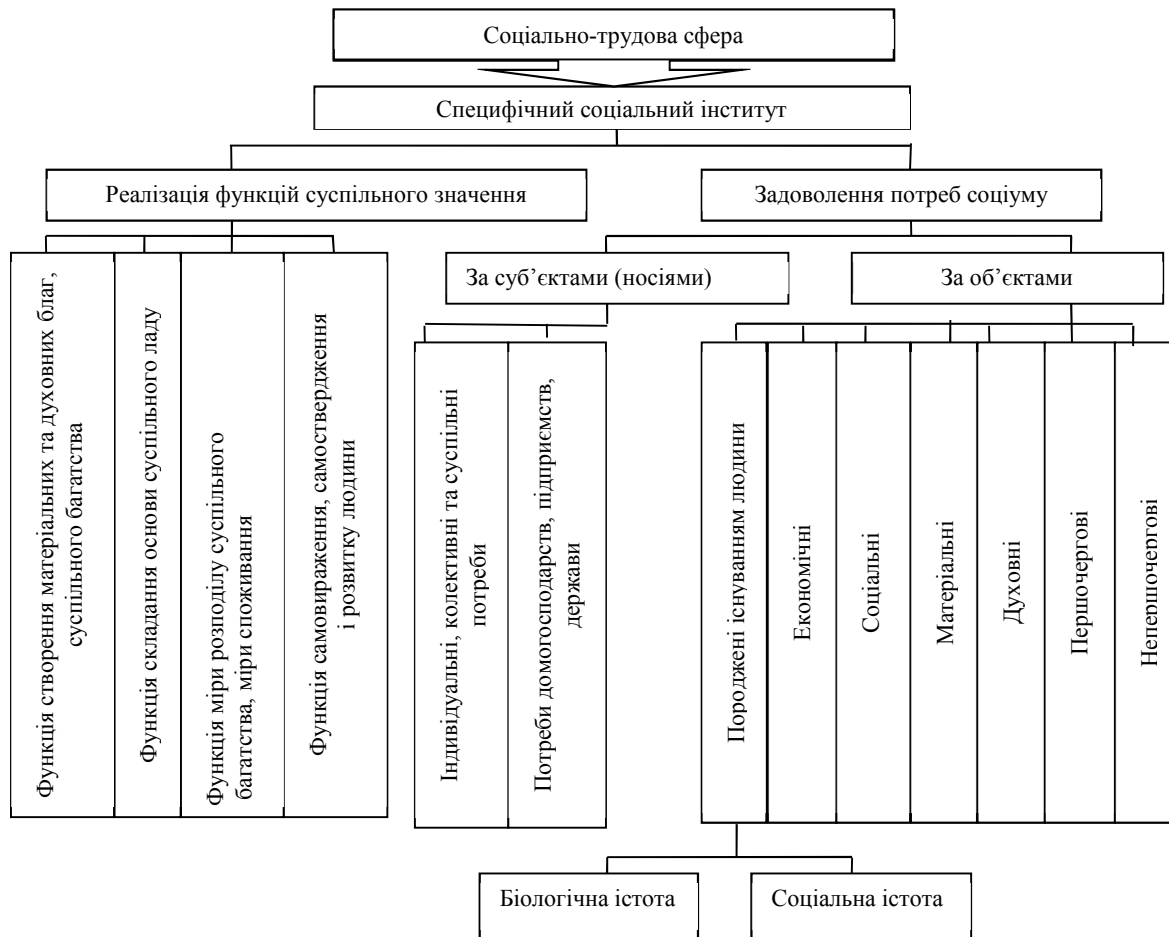 Соціально-трудова сфера
Специфічний соціальний інститут
Реалізація функцій суспільного значення
Задоволення потреб соціуму
За суб’єктами (носіями)
За об’єктами
Функція створення матеріальних та духовних благ,
суспільного багатства
Функція складання основи суспільного ладу
Функція міри розподілу суспільного
багатства, міри споживання
Функція самовираження, самоствердження
і розвитку людини
Індивідуальні, колективні та суспільні
потреби
Потреби домогосподарств, підприємств,
держави
Породжені існуванням людини
Економічні
Соціальні
Матеріальні
Духовні
Першочергові
Непершочергові
Біологічна істота
Соціальна істота